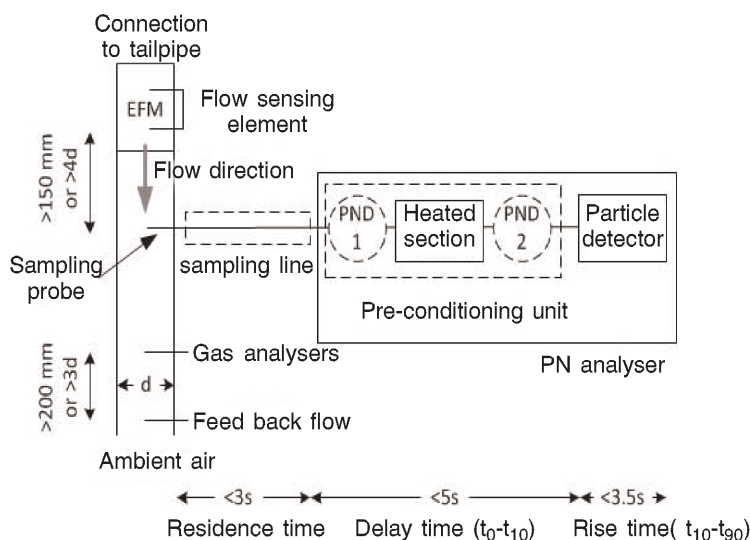 Connection
to tailpipe
EFM
Flow sensing
element
>150 mm
or >4d
Flow direction
PND
1
Heated
section
PND
2
Particle
detector
Sampling
probe
sampling line
Pre-conditioning unit
PN analyser
Gas analysers
>200 mm
or >3d
d
Feed back flow
Ambient air
<3s
<5s
<3.5s
Residence time
Delay time (t0-t10)
Rise time( t10-t90)